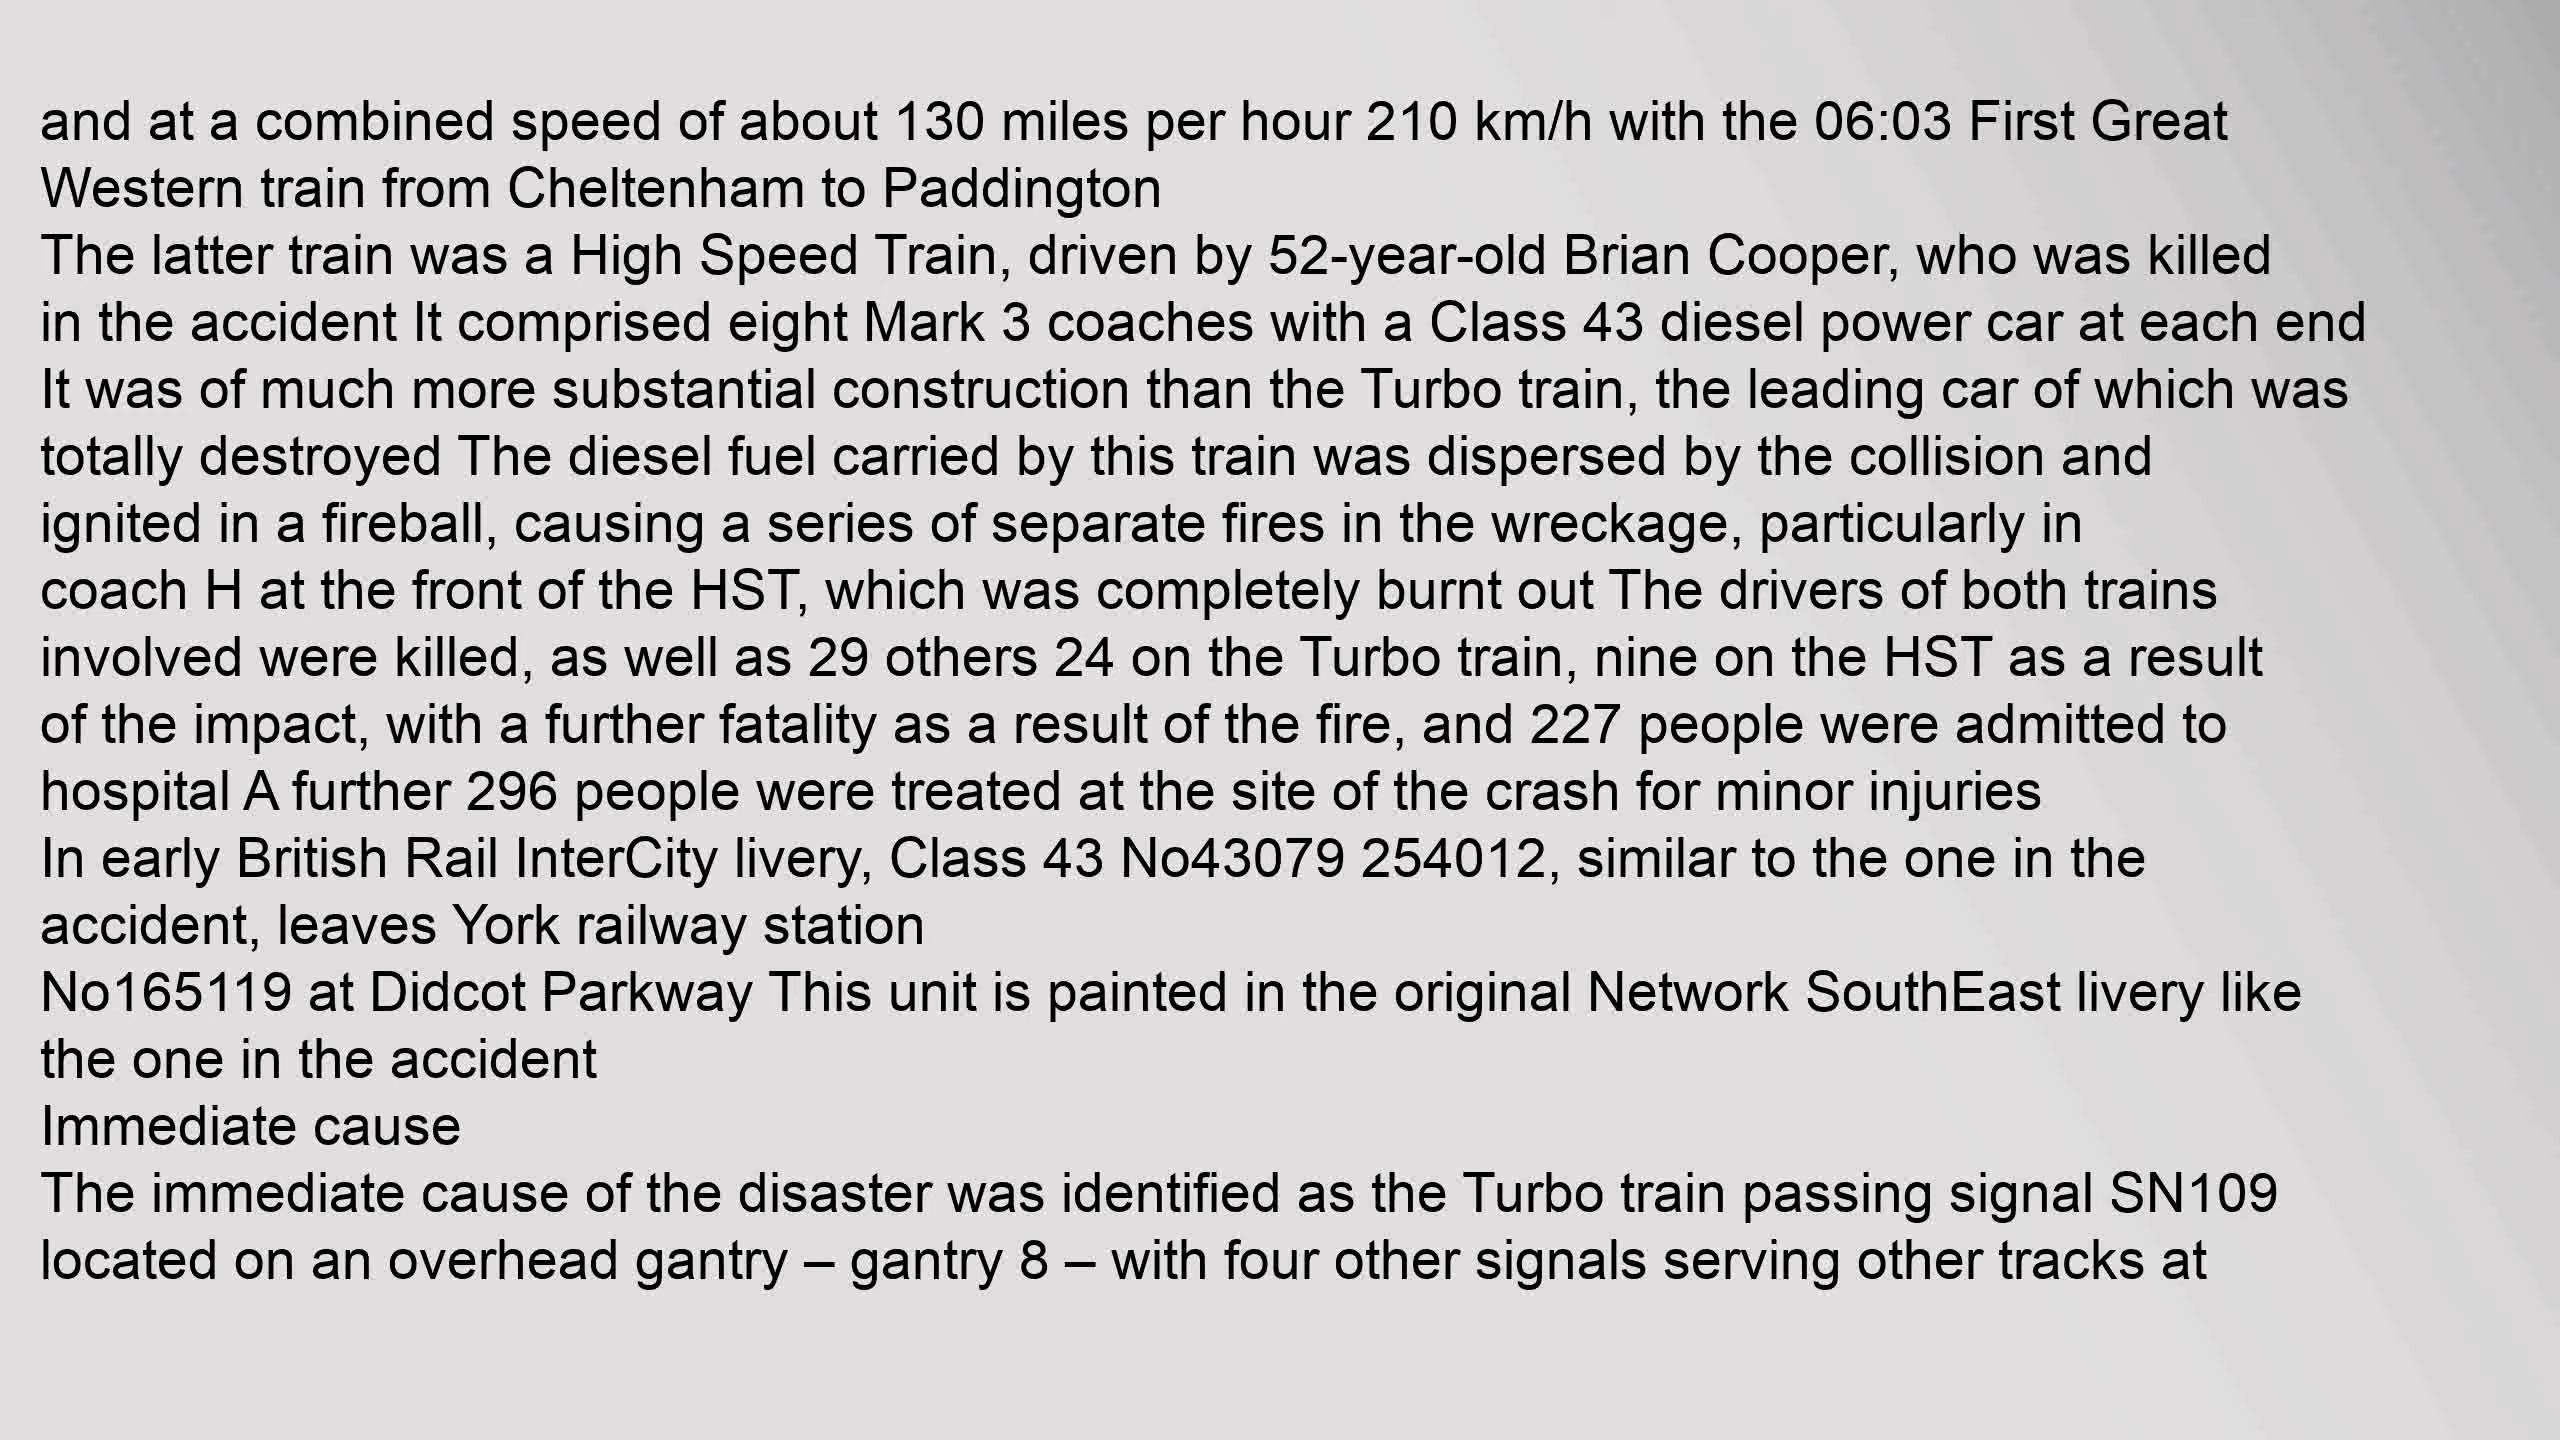 and at a combined speed of about 130 miles per hour 210 km/h with the 06:03 First Great
Western train from Cheltenham to Paddington
The latter train was a High Speed Train, driven by 52-year-old Brian Cooper, who was killed
in the accident It comprised eight Mark 3 coaches with a Class 43 diesel power car at each end
It was of much more substantial construction than the Turbo train, the leading car of which was
totally destroyed The diesel fuel carried by this train was dispersed by the collision and
ignited in a fireball, causing a series of separate fires in the wreckage, particularly in
coach H at the front of the HST, which was completely burnt out The drivers of both trains
involved were killed, as well as 29 others 24 on the Turbo train, nine on the HST as a result
of the impact, with a further fatality as a result of the fire, and 227 people were admitted to
hospital A further 296 people were treated at the site of the crash for minor injuries
In early British Rail InterCity livery, Class 43 No43079 254012, similar to the one in the
accident, leaves York railway station
No165119 at Didcot Parkway This unit is painted in the original Network SouthEast livery like
the one in the accident
Immediate cause
The immediate cause of the disaster was identified as the Turbo train passing signal SN109
located on an overhead gantry – gantry 8 – with four other signals serving other tracks at